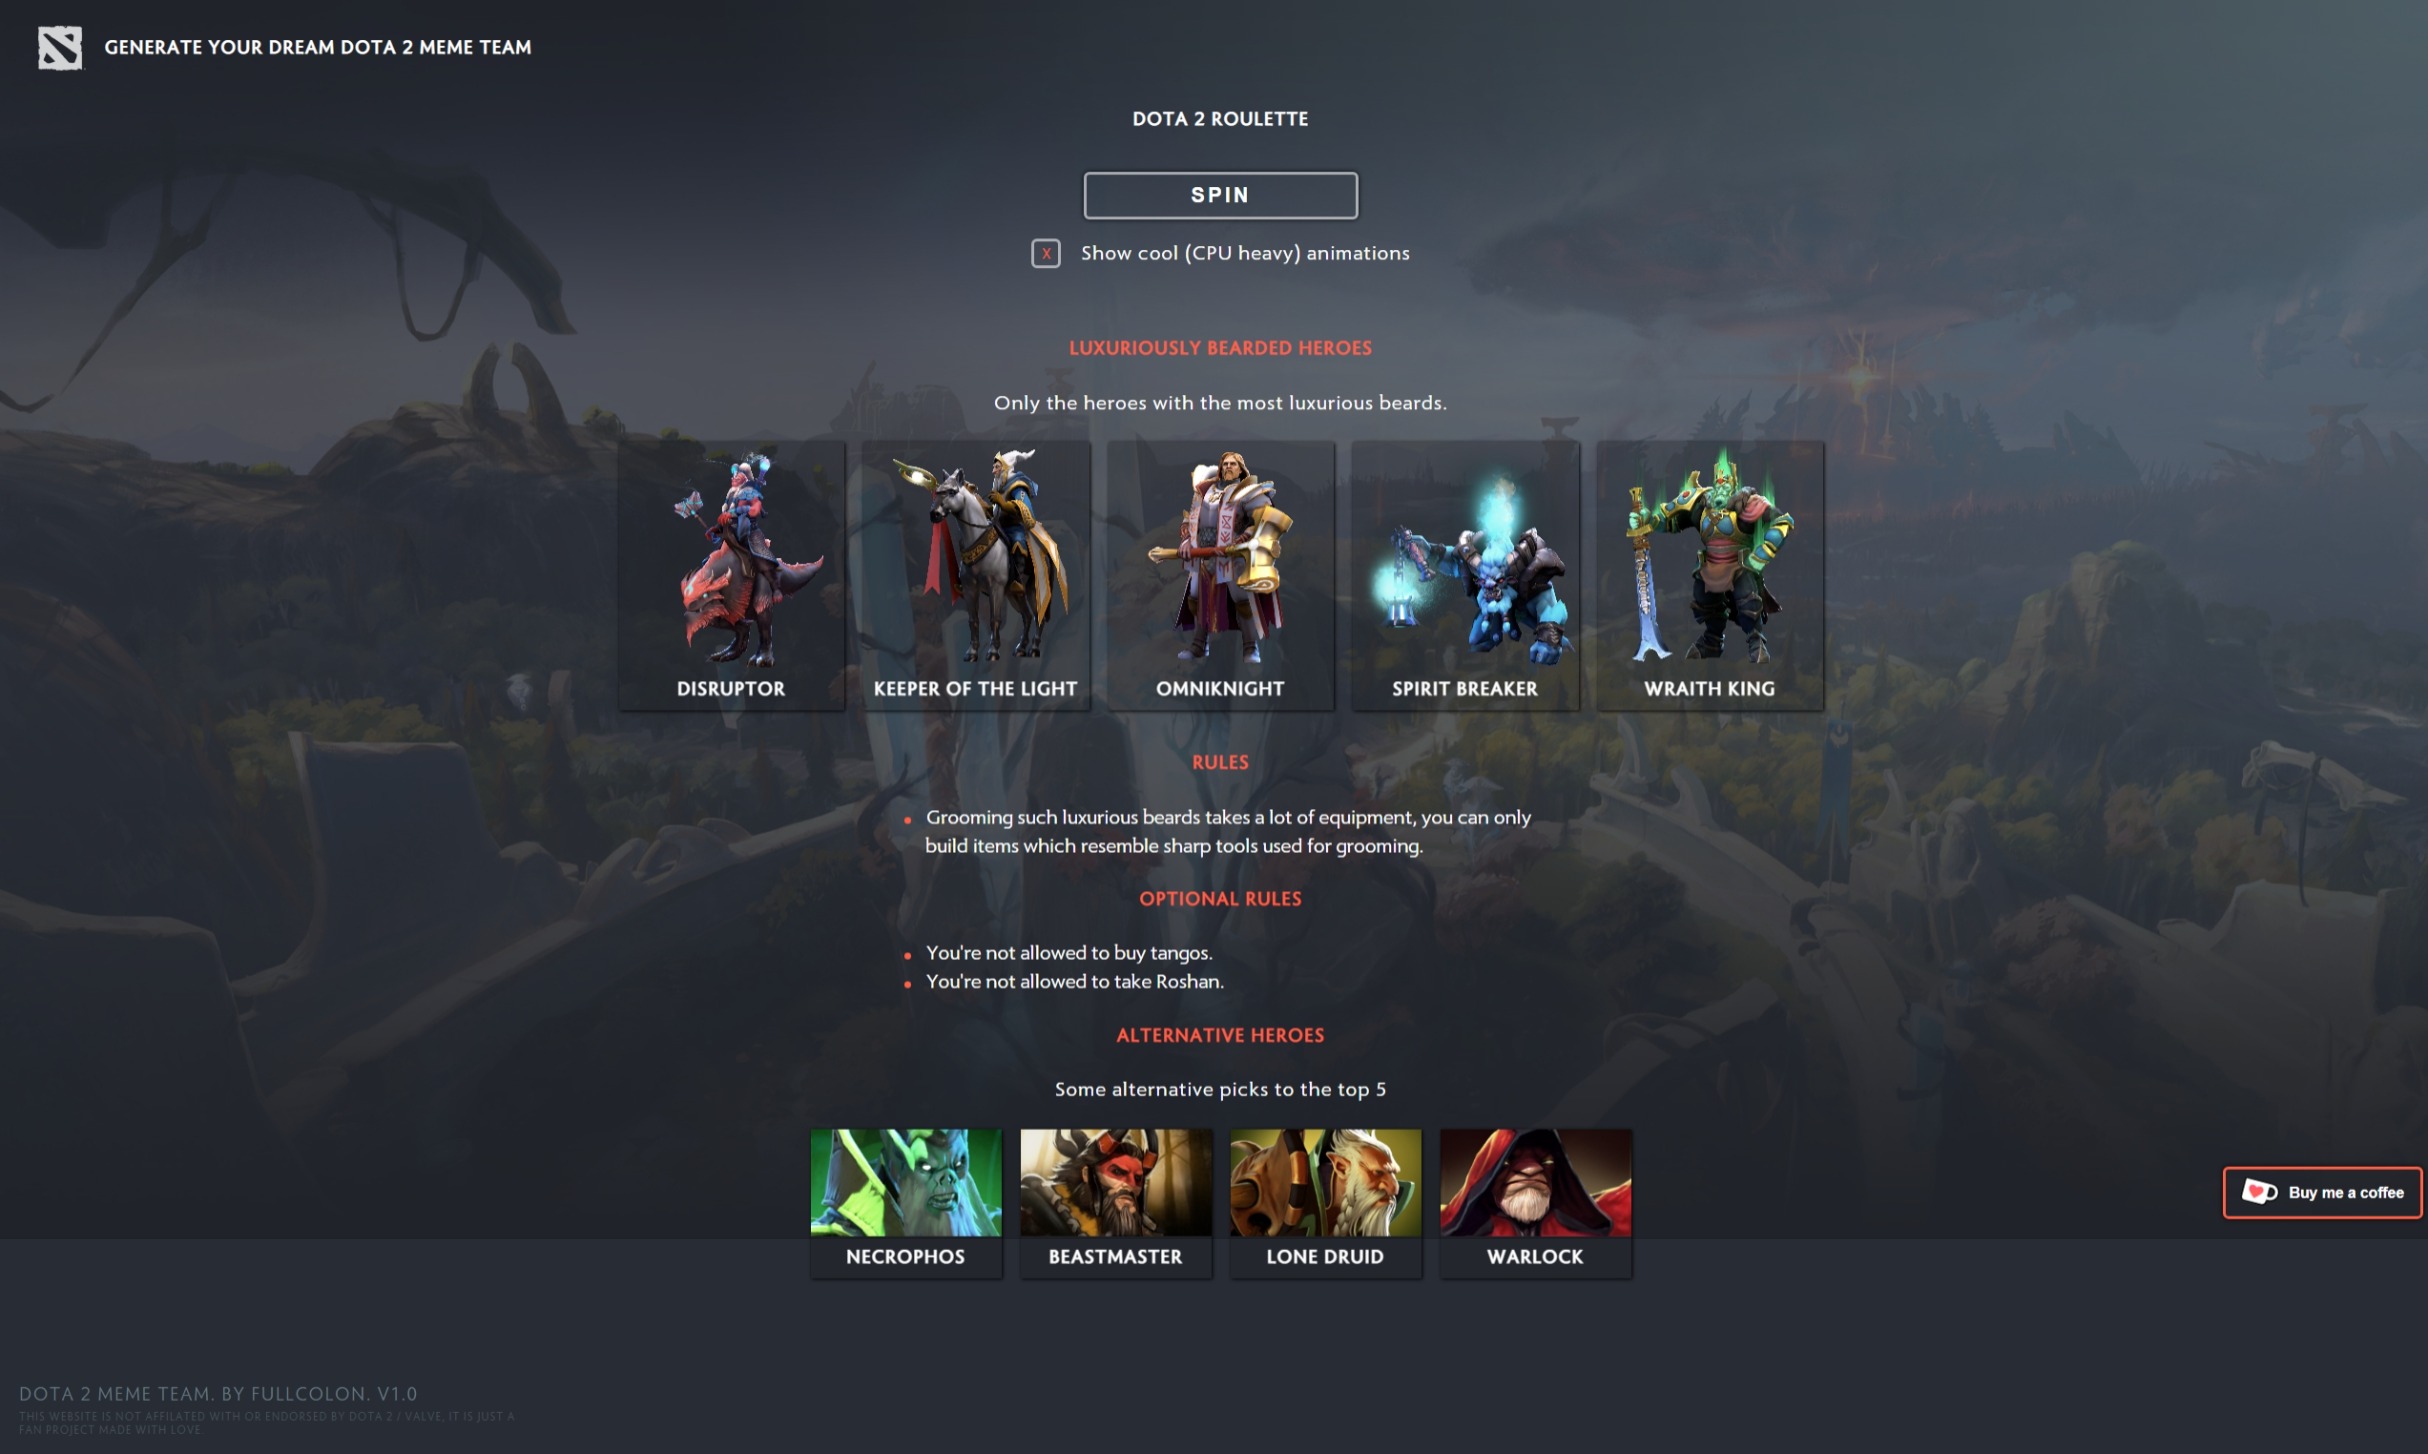 GENERATE YOUR DREAM DOTA 2 MEME TEAM
DOTA 2 ROULETTE
SPIN
X Show cool (CPU heavy) animations
LUXURIOUSLY BEARDED HEROES
Only the heroes with the most luxurious beards.
DISRUPTOR
KEEPER OF THE LIGHT
OMNIKNIGHT
SPIRIT BREAKER
WRAITH KING
RULES
Grooming such luxurious beards takes a lot of equipment, you can only
build items which resemble sharp tools used for grooming.
OPTIONAL RULES
You're not allowed to buy tangos.
You're not allowed to take Roshan.
ALTERNATIVE HEROES
Some alternative picks to the top 5
NECROPHOS
BEASTMASTER
LONE DRUID
WARLOCK
Buy me a coffee
DOTA 2 MEME TEAM. BY FULLCOLON. V1.0
THIS WEBSITE IS NOT AFFILATED WITH OR ENDORSED BY DOTA 2 / VALVE, IT IS JUST A
FAN PROJECT MADE WITH LOVE